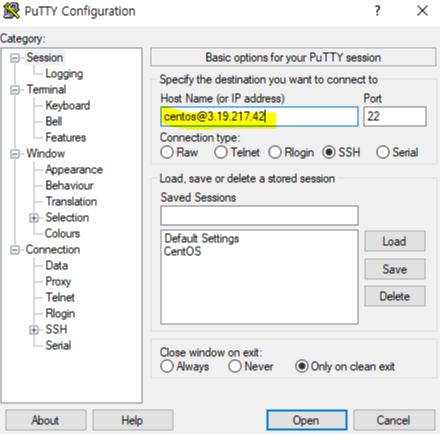 PuTTY Configuration
?
Category:
Session
Logging
Terminal
Keyboard
Bell
Features
Window
Appearance
Behaviour
Translation
Selection
Colours
Connection
Data
Proxy
Telnet
Rlogin
SSH
Serial
Basic options for your PuTTY session
Specify the destination you want to connect to
Host Name (or IP address) Port
centos@3.19.217.42 22
Connection type:
Raw Telnet Rlogin SSH Serial
Load, save or delete a stored session
Saved Sessions
Default Settings
CentOS
Load
Save
Delete
Close window on exit:
Always Never Only on clean exit
About Help Open Cancel